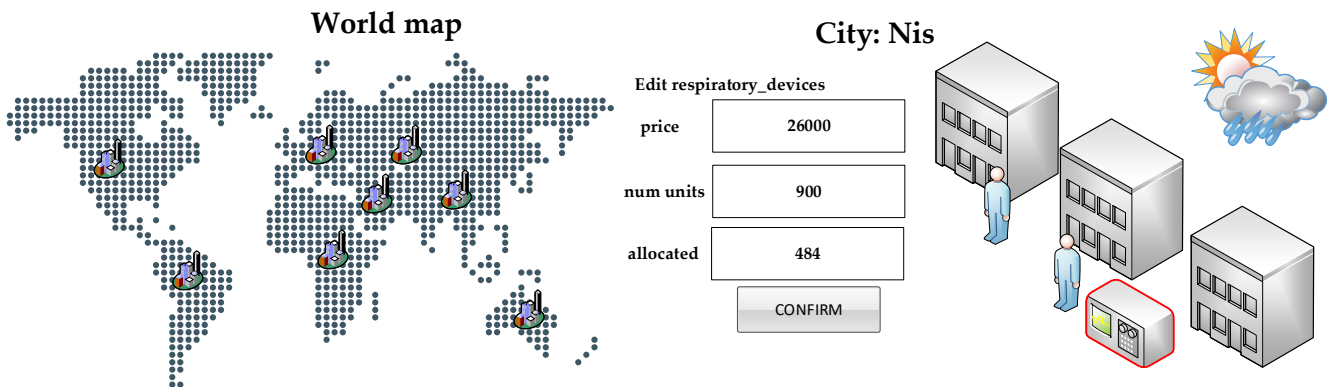 World map
City: Nis
Edit respiratory_devices
price
26000
num units
900
allocated
484
CONFIRM